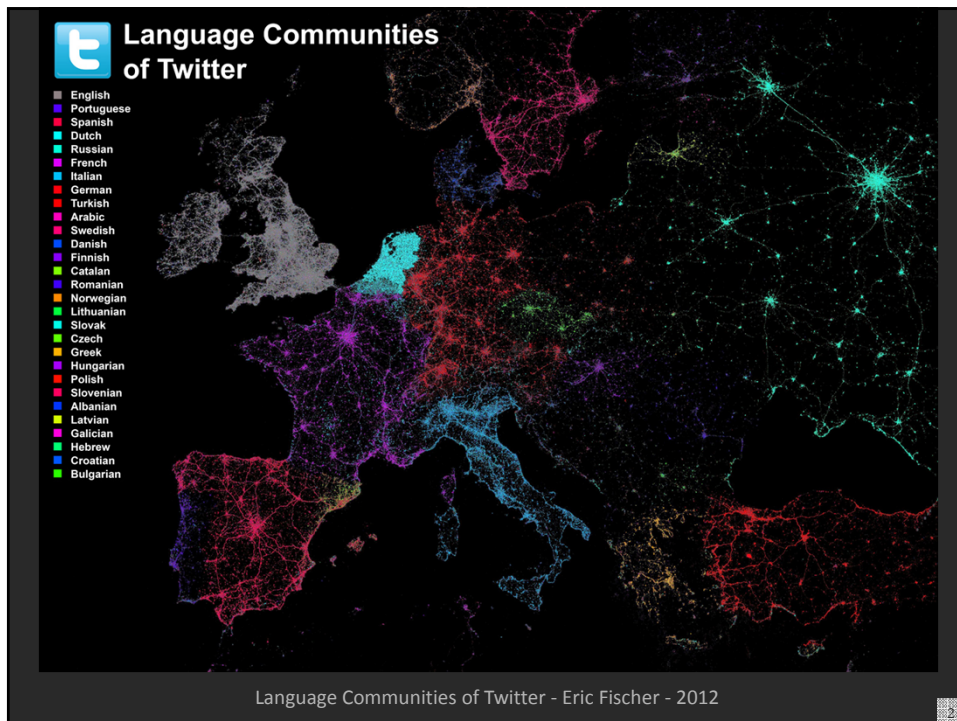 t
Language Communities
of Twitter
English
Portuguese
Spanish
Dutch
Russian
French
Italian
German
Turkish
Arabic
Swedish
Danish
Finnish
Catalan
Romanian
Norwegian
Lithuanian
Slovak
Czech
Greek
Hungarian
Polish
Slovenian
Albanian
Latvian
Galician
Hebrew
Croatian
Bulgarian
Language Communities of Twitter - Eric Fischer - 2012
2